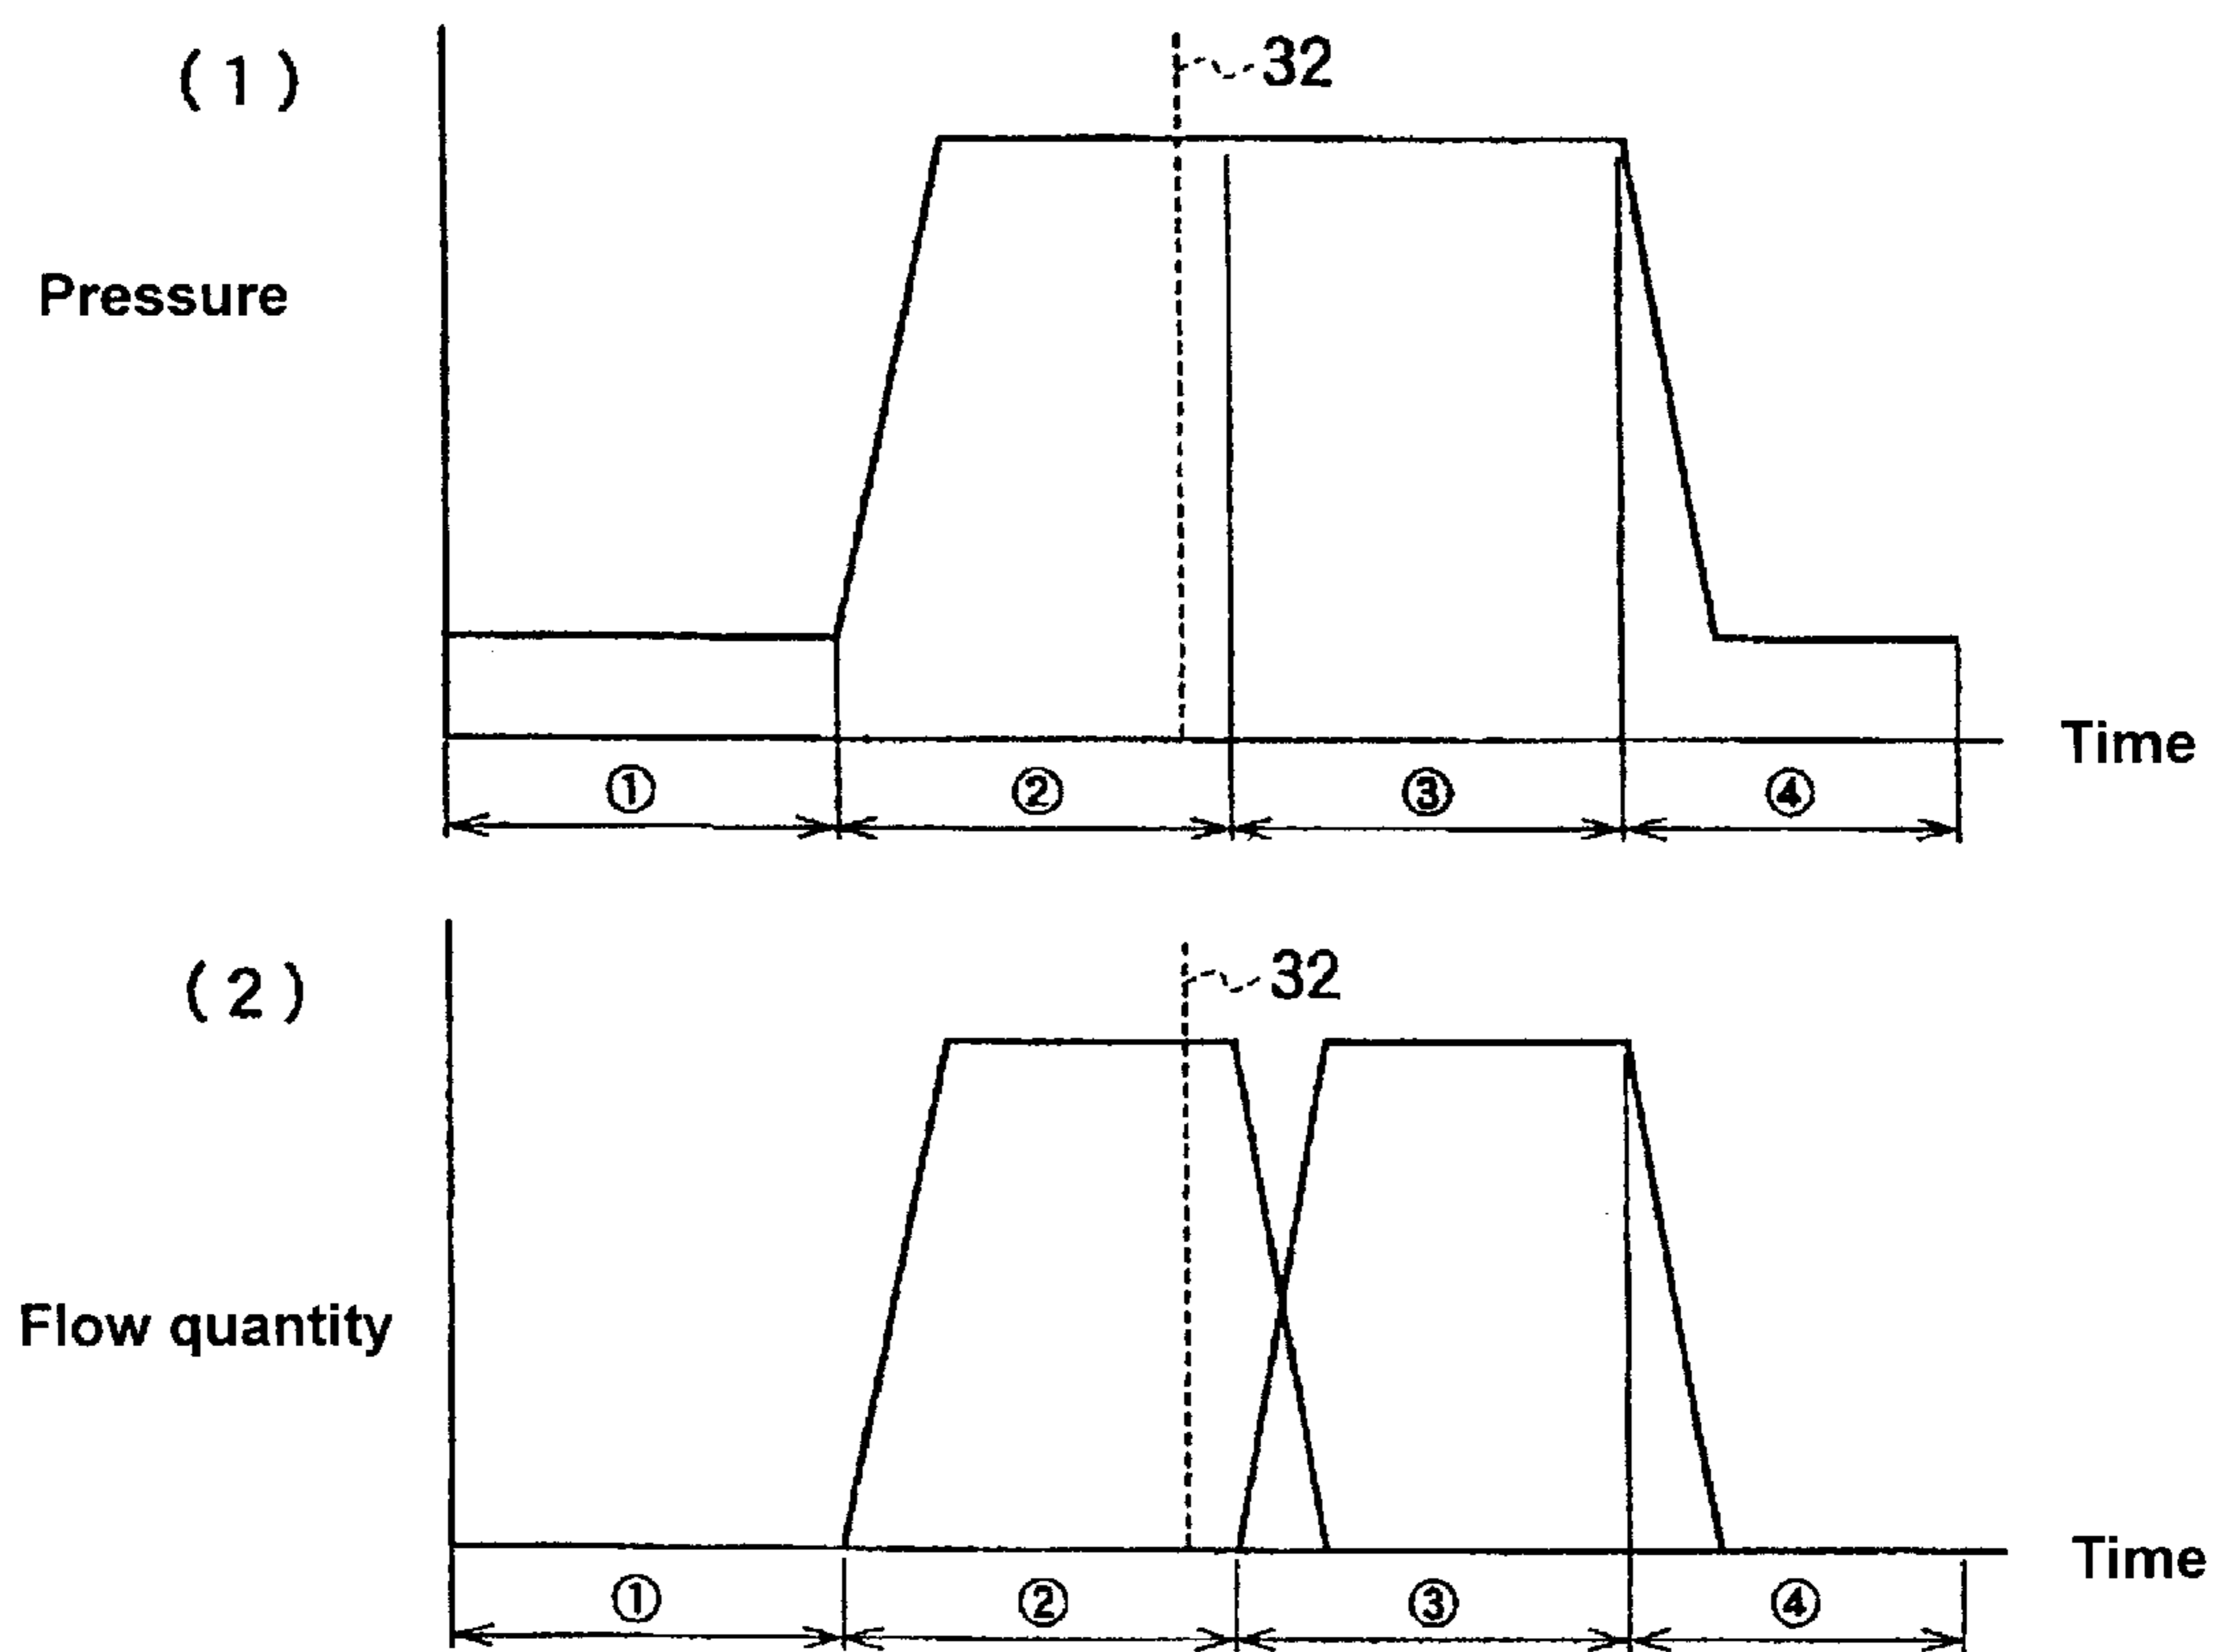 (1)
32
Pressure
Time
① ② ③ ④
(2)
32
Flow quantity
Time
① ② ③ ④